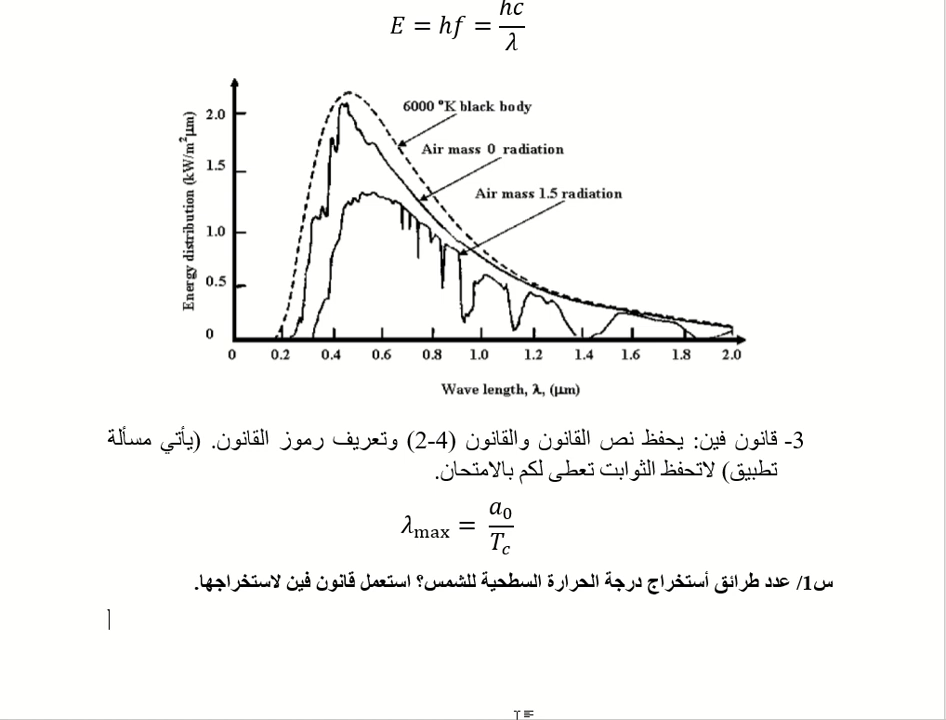 E = hf = hc/λ
6000 °K black body
Air mass 0 radiation
Air mass 1.5 radiation
Energy distribution (kW/m²μm)
2.0
1.5
1.0
0.5
0
0 0.2 0.4 0.6 0.8 1.0 1.2 1.4 1.6 1.8 2.0
Wave length, λ, (μm)
3- قانون فين: يحفظ نص القانون والقانون (4-2) وتعريف رموز القانون. (يأتي مسألة
تطبيق) لاتحفظ الثوابت تعطى لكم بالامتحان.
λmax = a0/Tc
س1/ عدد طرائق أستخراج درجة الحرارة السطحية للشمس؟ استعمل قانون فين لاستخراجها.